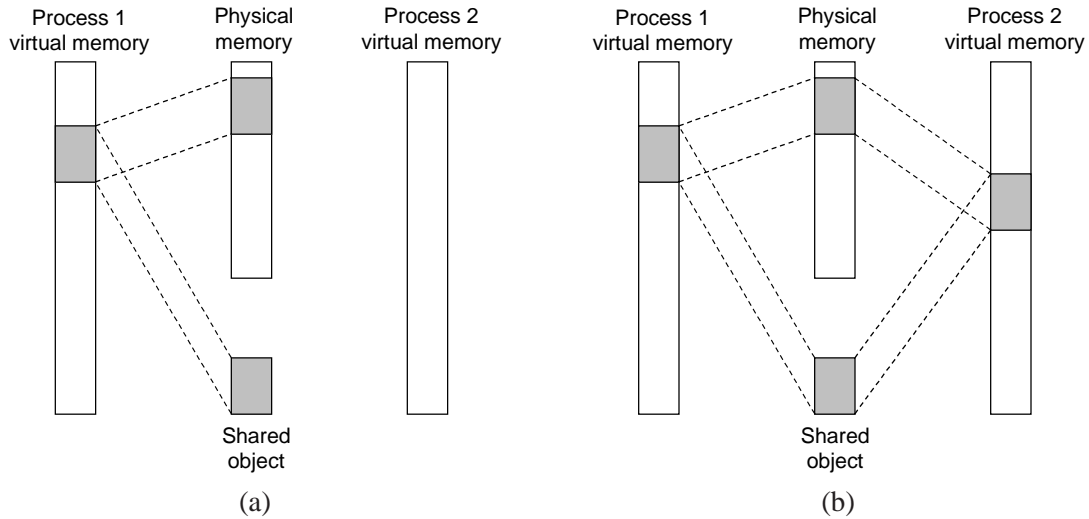 Process 1
virtual memory
Physical
memory
Process 2
virtual memory
Shared
object
(a)
Process 1
virtual memory
Physical
memory
Process 2
virtual memory
Shared
object
(b)